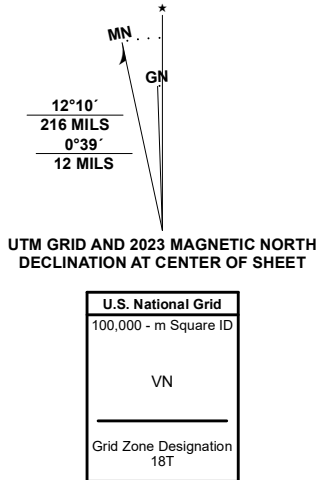 ★
MN
GN
12°10´
216 MILS
0°39´
12 MILS
UTM GRID AND 2023 MAGNETIC NORTH
DECLINATION AT CENTER OF SHEET
U.S. National Grid
100,000 - m Square ID
VN
Grid Zone Designation
18T